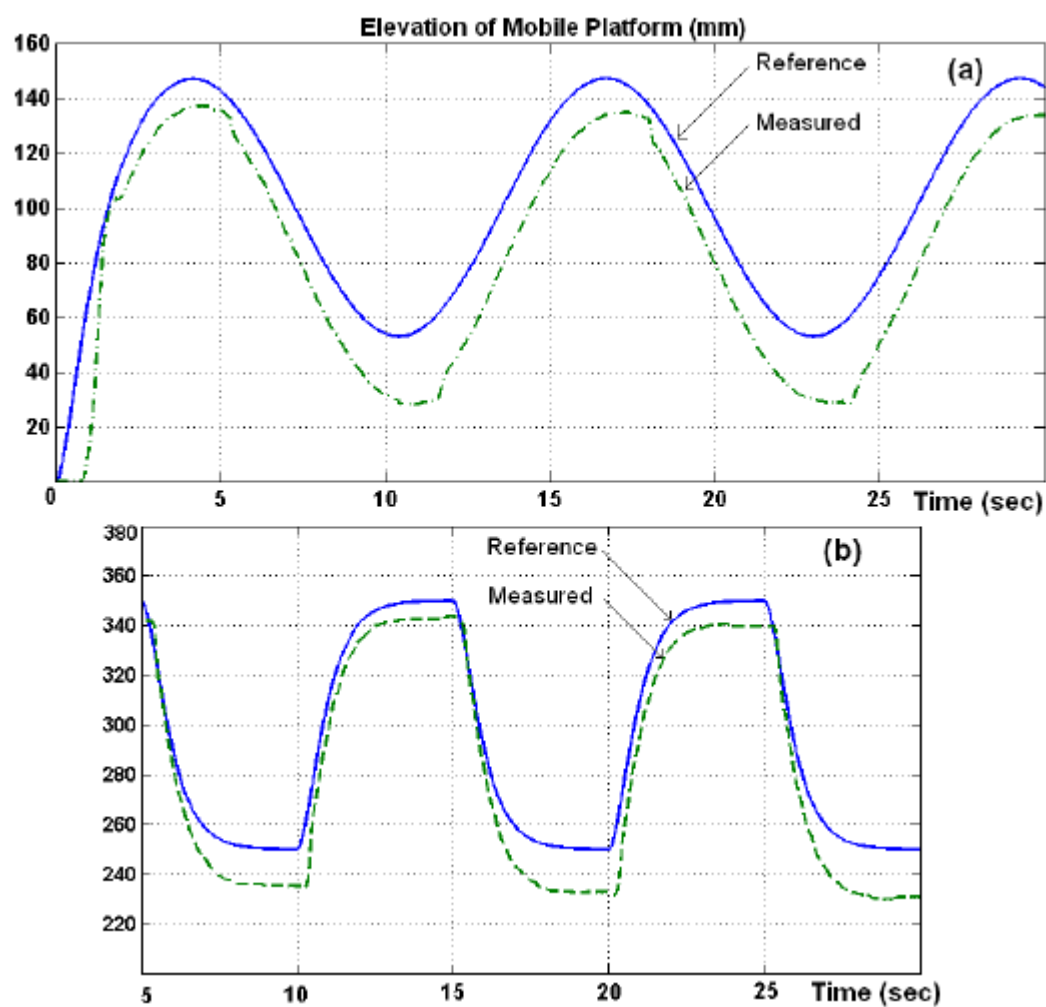 Elevation of Mobile Platform (mm)
160
140
120
100
80
60
40
20
Reference
Measured
(a)
0 5 10 15 20 25 Time (sec)
380
360
340
320
300
280
260
240
220
Reference
Measured
(b)
5 10 15 20 25 Time (sec)